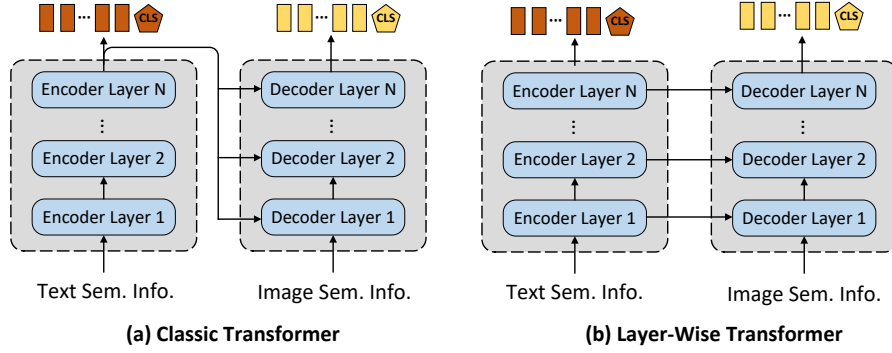 ... CLS
... CLS
Encoder Layer N
...
Encoder Layer 2
Encoder Layer 1
Text Sem. Info.
Decoder Layer N
...
Decoder Layer 2
Decoder Layer 1
Image Sem. Info.
(a) Classic Transformer
... CLS
... CLS
Encoder Layer N
...
Encoder Layer 2
Encoder Layer 1
Text Sem. Info.
Decoder Layer N
...
Decoder Layer 2
Decoder Layer 1
Image Sem. Info.
(b) Layer-Wise Transformer